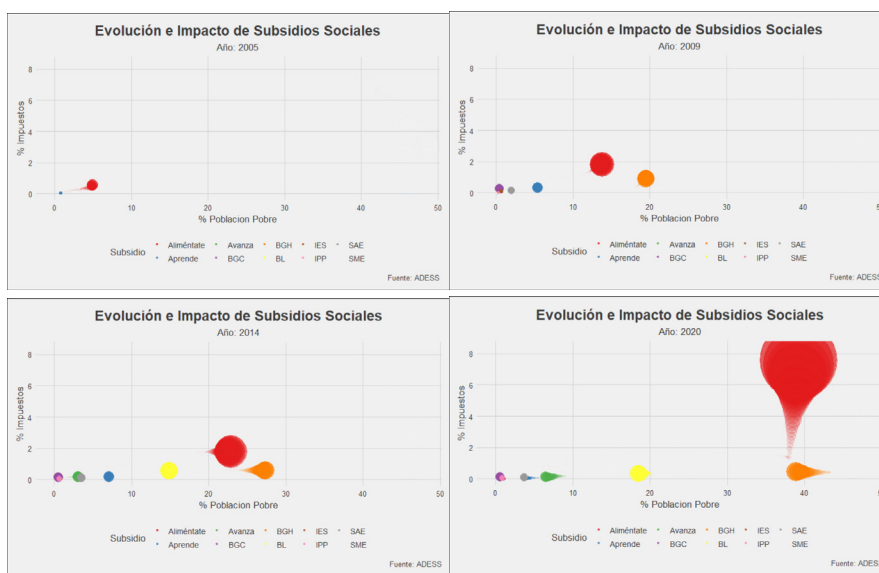 Evolución e Impacto de Subsidios Sociales
Año: 2005
% Impuestos
8
6
4
2
0
0 10 20 30 40 50
% Poblacion Pobre
Subsidio
Aliméntate Avanza BGH IES SAE
Aprende BGC BL IPP SME
Fuente: ADESS
Evolución e Impacto de Subsidios Sociales
Año: 2009
% Impuestos
8
6
4
2
0
0 10 20 30 40 50
% Poblacion Pobre
Subsidio
Aliméntate Avanza BGH IES SAE
Aprende BGC BL IPP SME
Fuente: ADESS
Evolución e Impacto de Subsidios Sociales
Año: 2014
% Impuestos
8
6
4
2
0
0 10 20 30 40 50
% Poblacion Pobre
Subsidio
Aliméntate Avanza BGH IES SAE
Aprende BGC BL IPP SME
Fuente: ADESS
Evolución e Impacto de Subsidios Sociales
Año: 2020
% Impuestos
8
6
4
2
0
0 10 20 30 40 50
% Poblacion Pobre
Subsidio
Aliméntate Avanza BGH IES SAE
Aprende BGC BL IPP SME
Fuente: ADESS